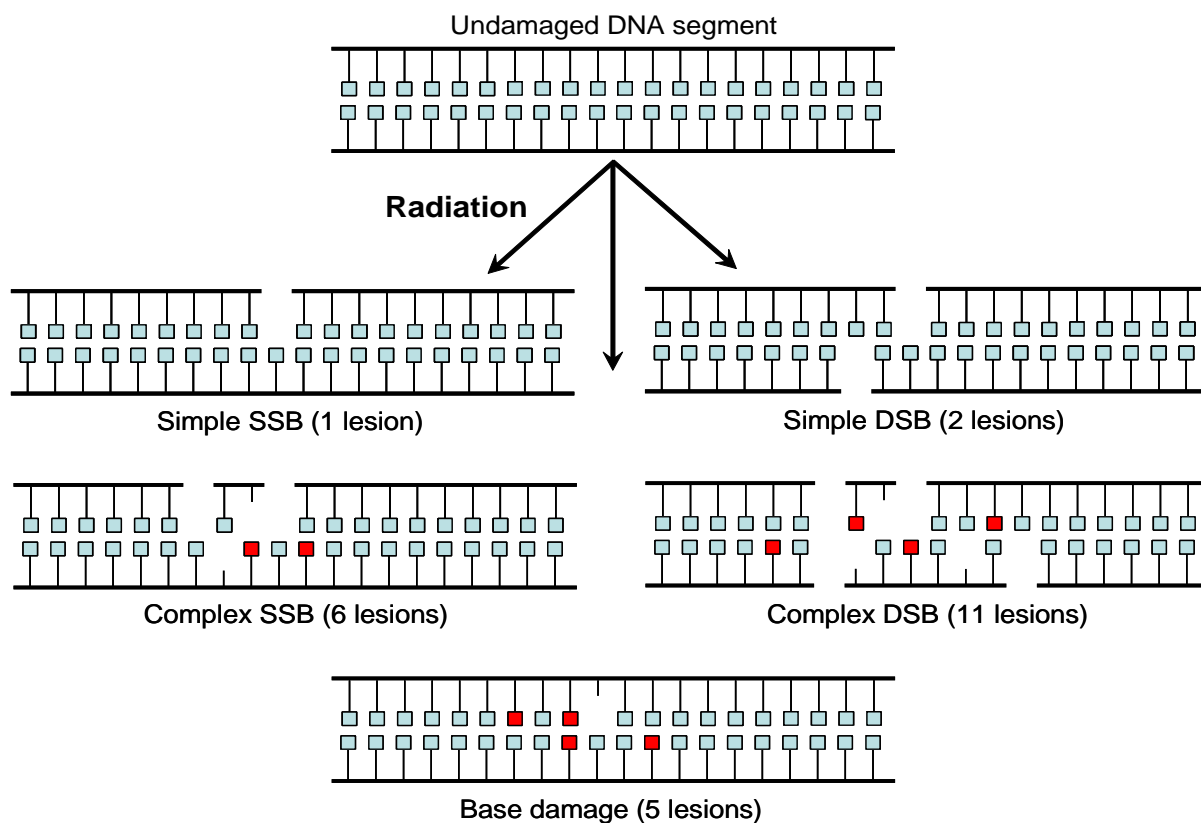 Undamaged DNA segment
Radiation
Simple SSB (1 lesion)
Simple DSB (2 lesions)
Complex SSB (6 lesions)
Complex DSB (11 lesions)
Base damage (5 lesions)